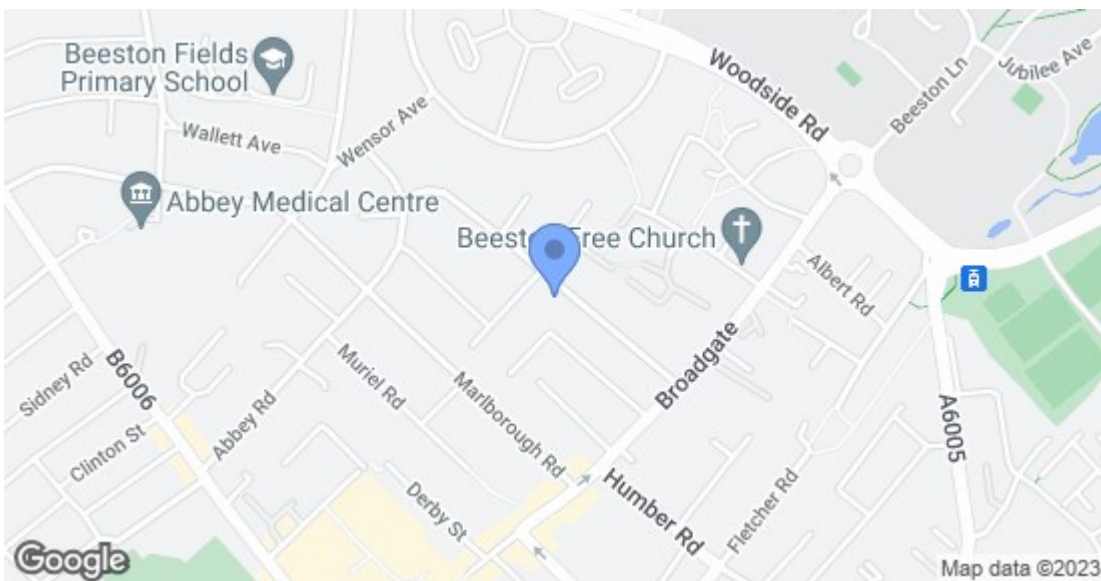 Beeston Fields
Primary School
Woodside Rd
Beeston Ln
Jubilee Ave
Wallett Ave
Wensor Ave
Abbey Medical Centre
Beeston Free Church
Albert Rd
Sidney Rd
B6006
Muriel Rd
Marlborough Rd
Broadgate
A6005
Clinton St
Abbey Rd
Derby St
Humber Rd
Fletcher Rd
Google
Map data ©2023